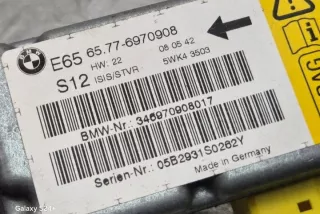 BMW
E65 65.77-6970908
HW: 22 08 05 42
S12 ISIS/STVR 5WK4 3503
BMW-Nr.: 346970908017
Serien-Nr.: 05B2931S0262Y
Made in Germany
Galaxy S24+